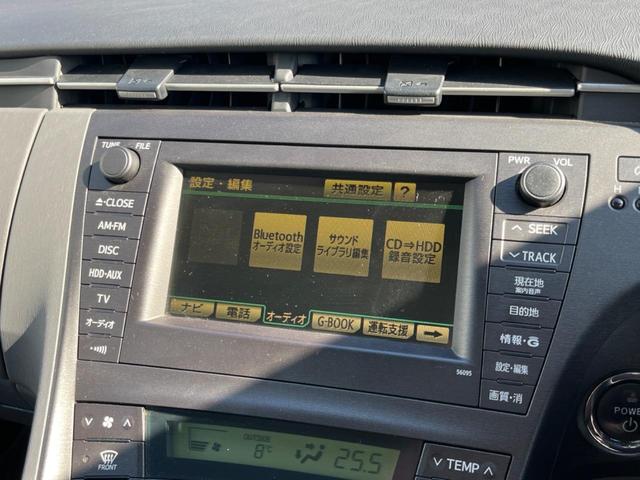 TUNE FILE
PWR VOL
設定・編集 共通設定 ?
▲・CLOSE
AM・FM
DISC
HDD・AUX
TV
オーディオ
Bluetooth
オーディオ設定
サウンド
ライブラリ編集
CD⇒HDD
録音設定
ナビ 電話 オーディオ G-BOOK 運転支援 →
56095
∧ SEEK
∨ TRACK
現在地
案内音声
目的地
情報・G
設定・編集
画質・消
H
POWER
FRONT
OUTSIDE
8℃
25.5
∨ TEMP ∧